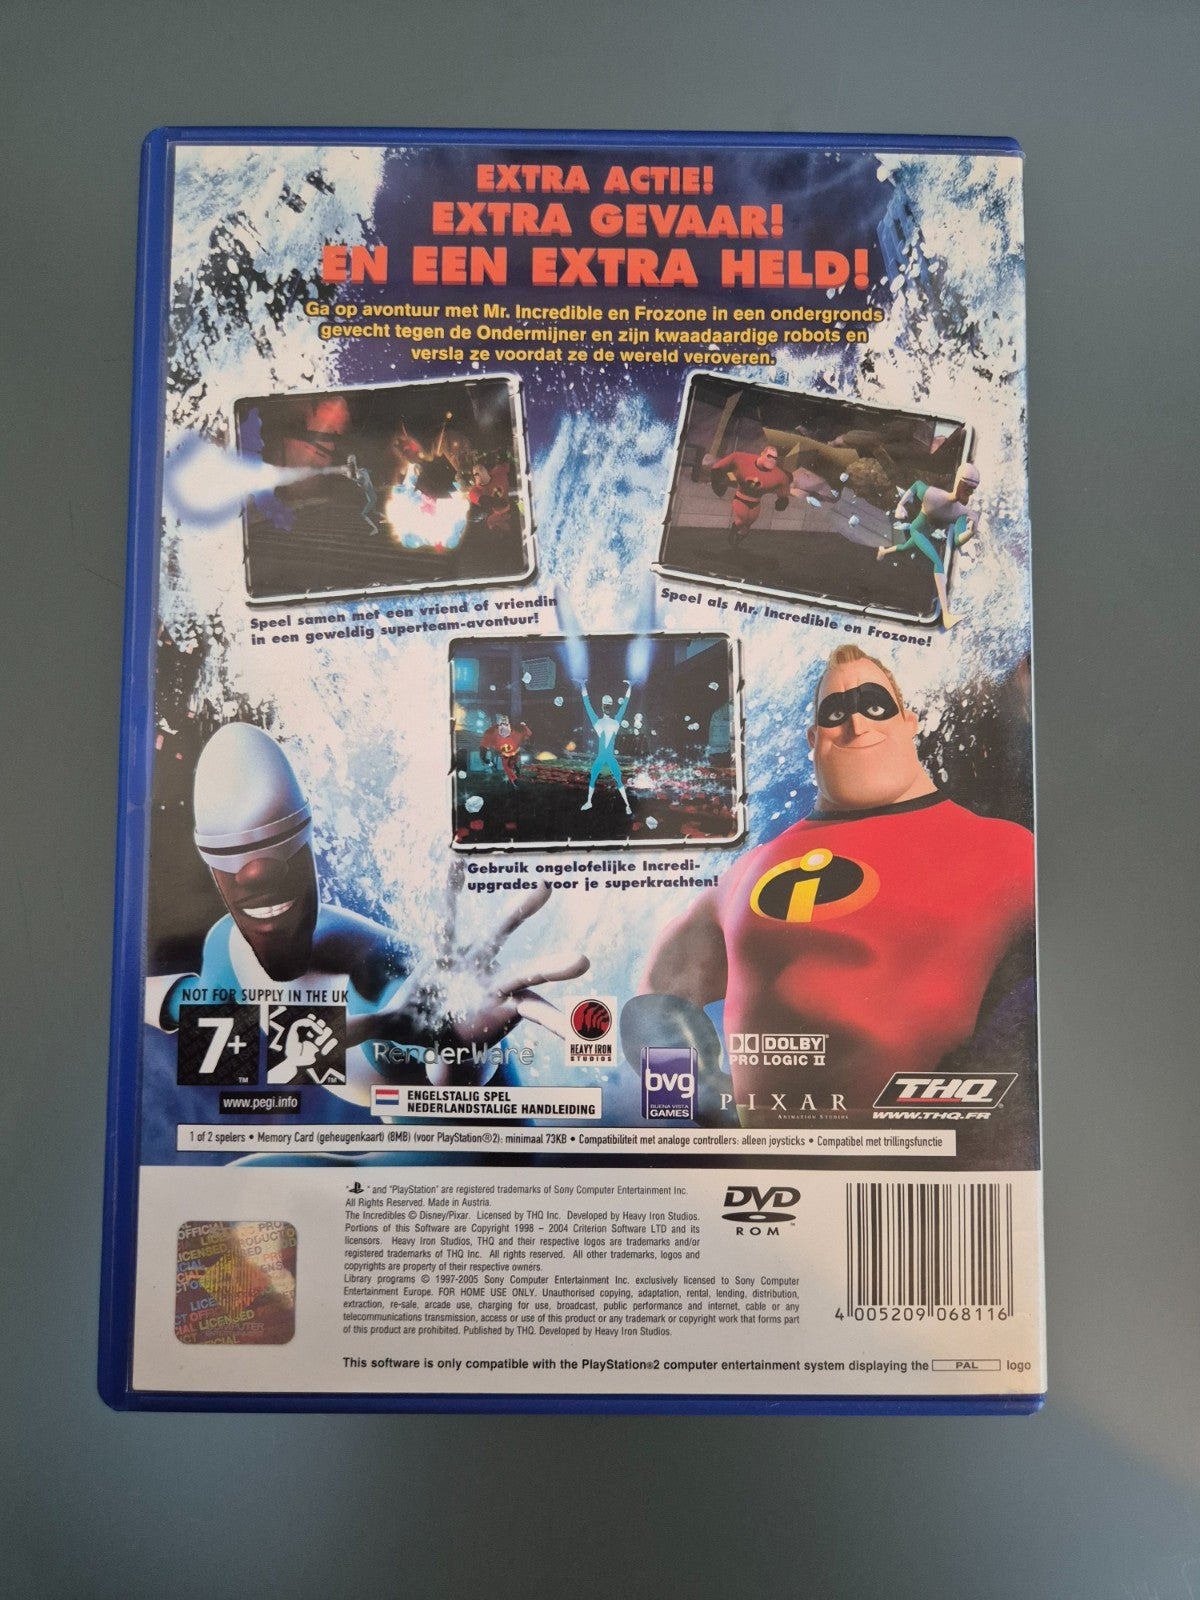 EXTRA ACTIE!
EXTRA GEVAAR!
EN EEN EXTRA HELD!
Ga op avontuur met Mr. Incredible en Frozone in een ondergronds
gevecht tegen de Ondermijner en zijn kwaadaardige robots en
versla ze voordat ze de wereld veroveren.
Speel samen met een vriend of vriendin
in een geweldig superteam-avontuur!
Speel als Mr. Incredible en Frozone!
Gebruik ongelofelijke Incredi-
upgrades voor je superkrachten!
NOT FOR SUPPLY IN THE UK
7+
www.pegi.info
RenderWare
HEAVY IRON
STUDIOS
bvg
BUENA VISTA
GAMES
DOLBY
PRO LOGIC II
PIXAR
ANIMATION STUDIOS
THQ
WWW.THQ.FR
ENGELSTALIG SPEL
NEDERLANDSTALIGE HANDLEIDING
1 of 2 spelers • Memory Card (geheugenkaart) (8MB) (voor PlayStation®2): minimaal 73KB • Compatibiliteit met analoge controllers: alleen joysticks • Compatibel met trillingsfunctie
" " and "PlayStation" are registered trademarks of Sony Computer Entertainment Inc.
All Rights Reserved. Made in Austria.
The Incredibles © Disney/Pixar. Licensed by THQ Inc. Developed by Heavy Iron Studios.
Portions of this Software are Copyright 1998 – 2004 Criterion Software LTD and its
licensors. Heavy Iron Studios, THQ and their respective logos are trademarks and/or
registered trademarks of THQ Inc. All rights reserved. All other trademarks, logos and
copyrights are property of their respective owners.
Library programs © 1997-2005 Sony Computer Entertainment Inc. exclusively licensed to Sony Computer
Entertainment Europe. FOR HOME USE ONLY. Unauthorised copying, adaptation, rental, lending, distribution,
extraction, re-sale, arcade use, charging for use, broadcast, public performance and internet, cable or any
telecommunications transmission, access or use of this product or any trademark or copyright work that forms part
of this product are prohibited. Published by THQ. Developed by Heavy Iron Studios.
DVD
ROM
4 005209 068116
This software is only compatible with the PlayStation®2 computer entertainment system displaying the PAL logo